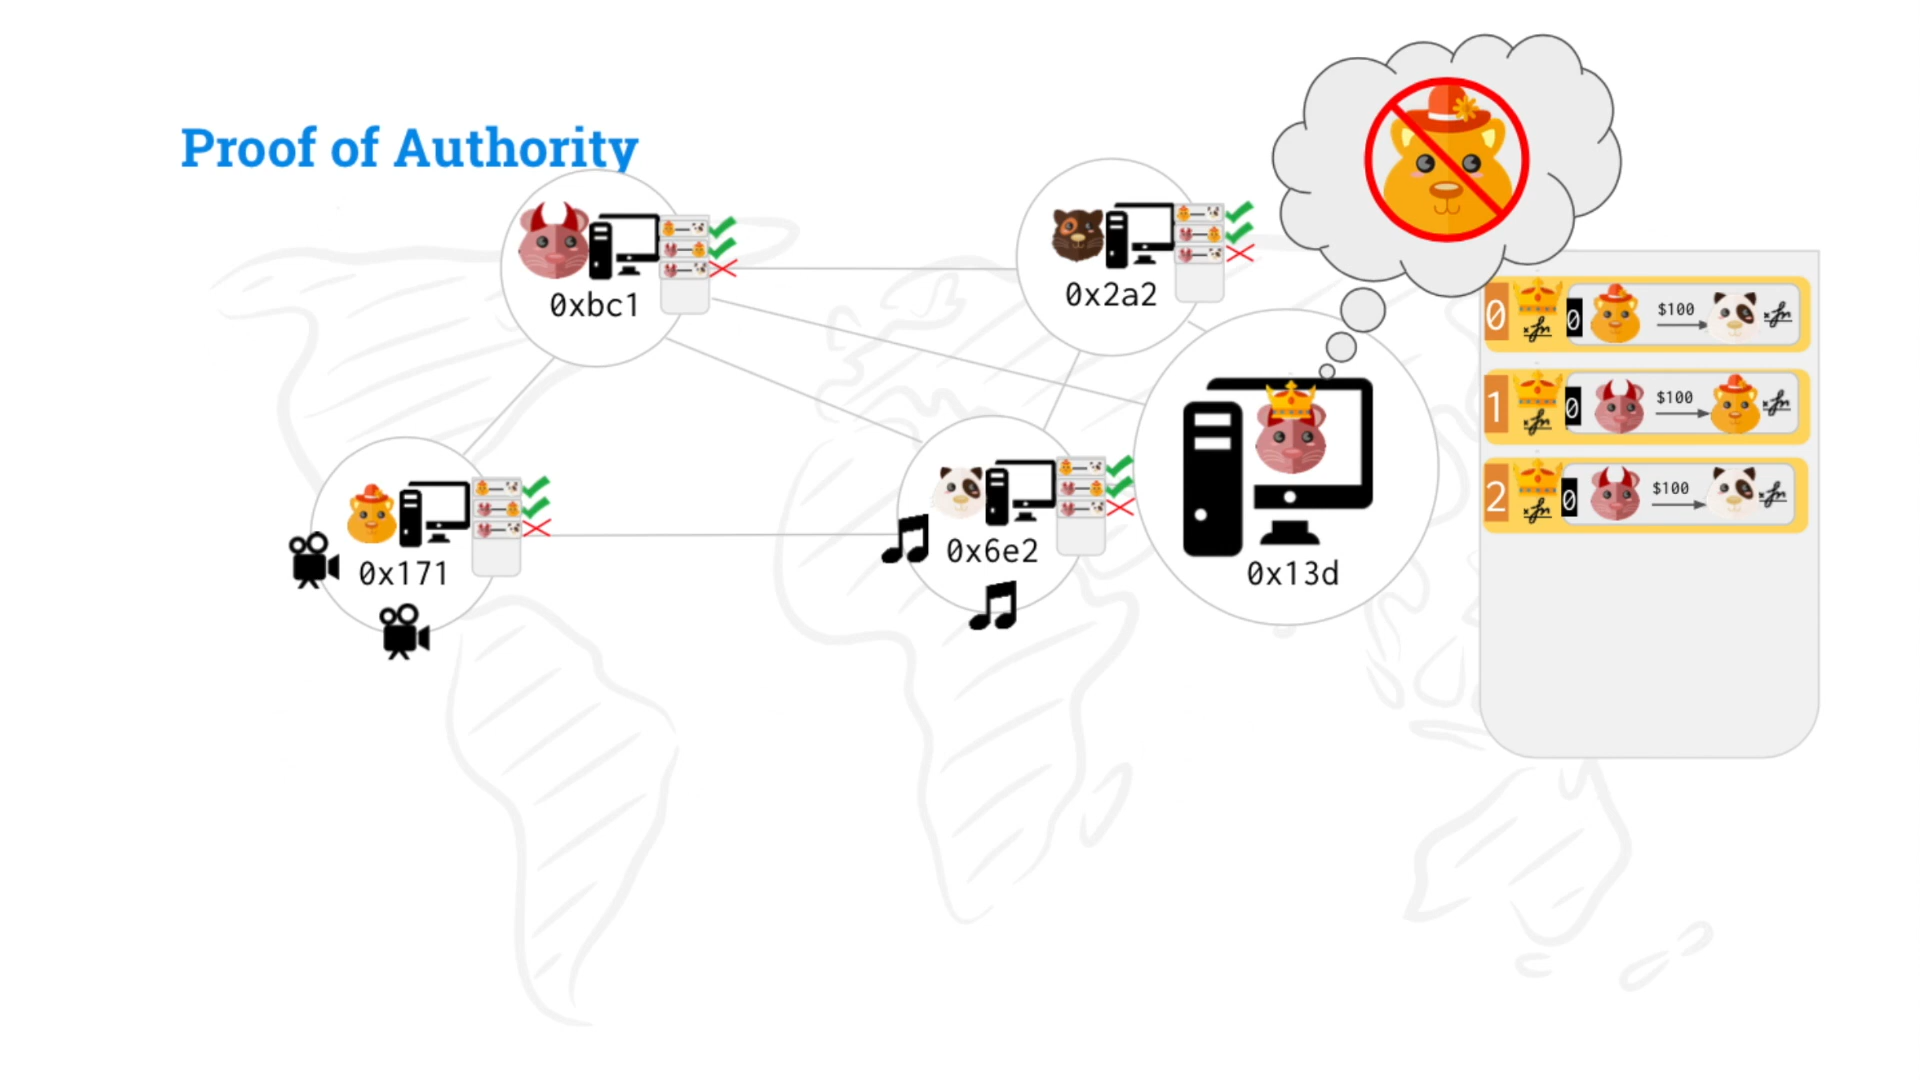 Proof of Authority
0xbc1
0x2a2
0x171
0x6e2
0x13d
0 0 $100
1 0 $100
2 0 $100